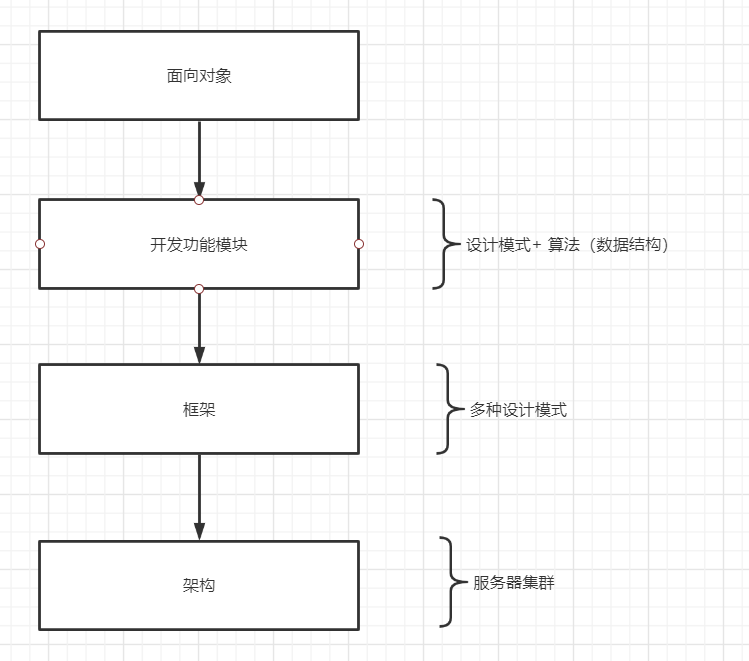 面向对象
开发功能模块
设计模式+ 算法（数据结构）
框架
多种设计模式
架构
服务器集群